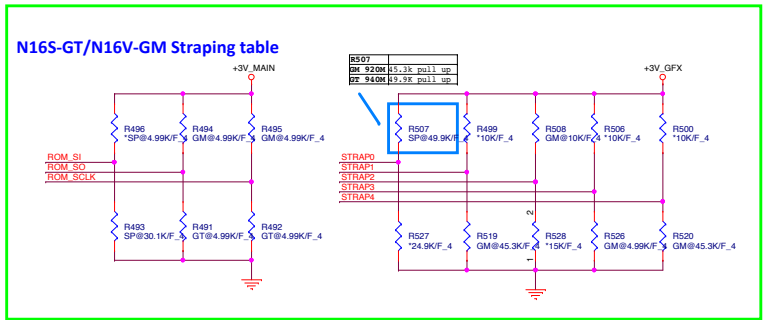 N16S-GT/N16V-GM Straping table
R507
GM 920M 45.3k pull up
GT 940M 49.9K pull up
+3V_MAIN
+3V_GFX
R496
*SP@4.99K/F_4
R494
GM@4.99K/F_4
R495
GM@4.99K/F_4
R507
SP@49.9K/F_4
R499
*10K/F_4
R508
GM@10K/F_4
R506
*10K/F_4
R500
*10K/F_4
ROM_SI
ROM_SO
ROM_SCLK
STRAP0
STRAP1
STRAP2
STRAP3
STRAP4
R493
SP@30.1K/F_4
R491
GT@4.99K/F_4
R492
GT@4.99K/F_4
R527
*24.9K/F_4
R519
GM@45.3K/F_4
2
R528
*15K/F_4
1
R526
GM@4.99K/F_4
R520
GM@45.3K/F_4